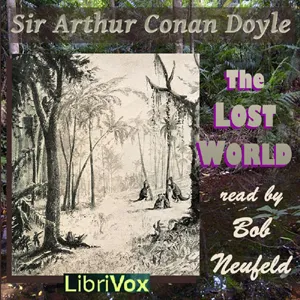 Sir Arthur Conan Doyle
The
LOST
WORLD
read by
Bob
Neufeld
LibriVox